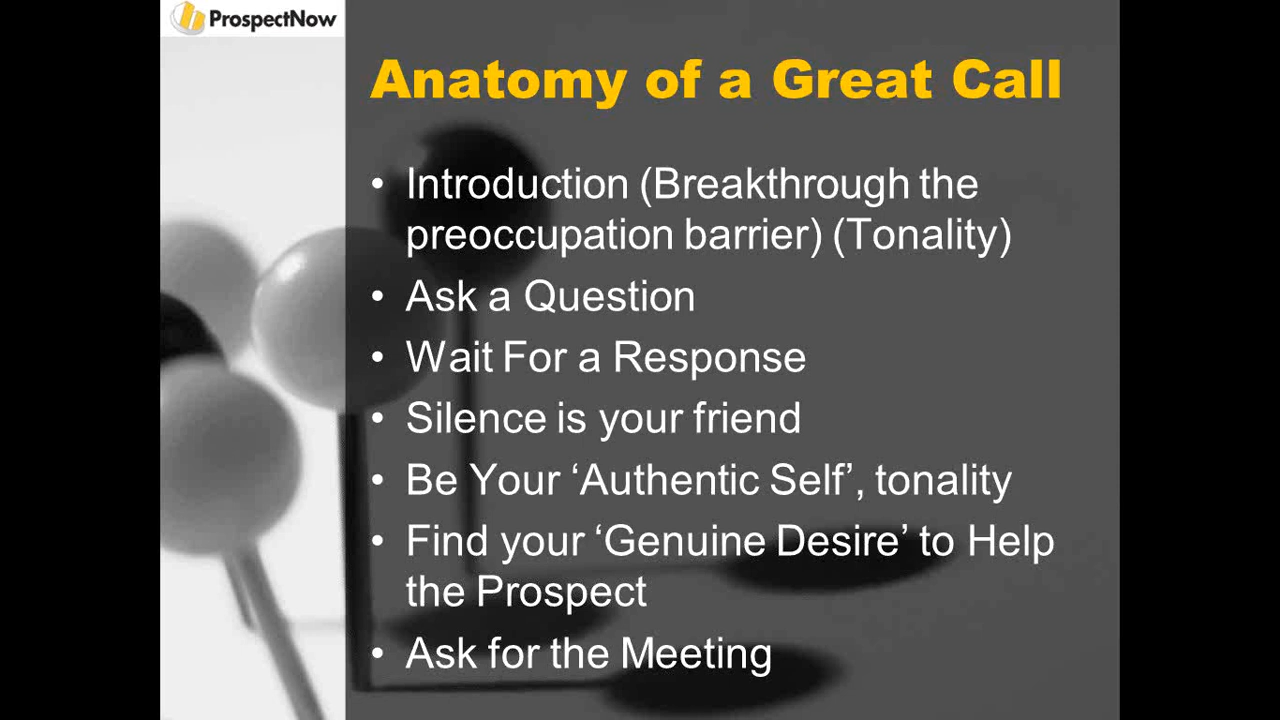 ProspectNow
Anatomy of a Great Call
• Introduction (Breakthrough the
preoccupation barrier) (Tonality)
• Ask a Question
• Wait For a Response
• Silence is your friend
• Be Your ‘Authentic Self’, tonality
• Find your ‘Genuine Desire’ to Help
the Prospect
• Ask for the Meeting